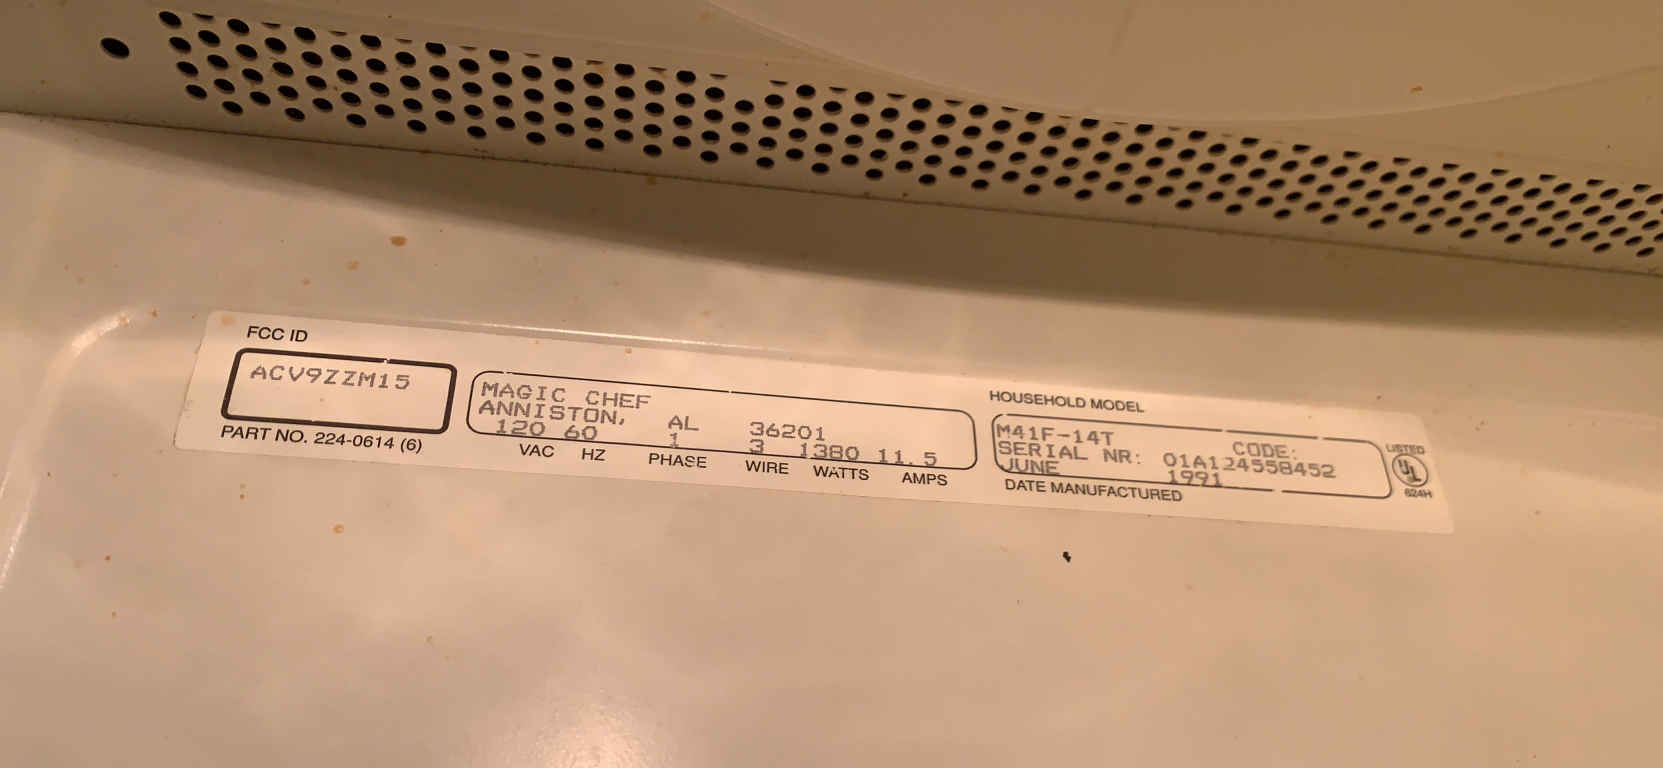 FCC ID
ACV9ZZM15
PART NO. 224-0614 (6)
MAGIC CHEF
ANNISTON, AL 36201
120 60 1 3 1380 11.5
VAC HZ PHASE WIRE WATTS AMPS
HOUSEHOLD MODEL
M41F-14T CODE:
SERIAL NR: 01A124558452
JUNE 1991
DATE MANUFACTURED
LISTED
UL
624H